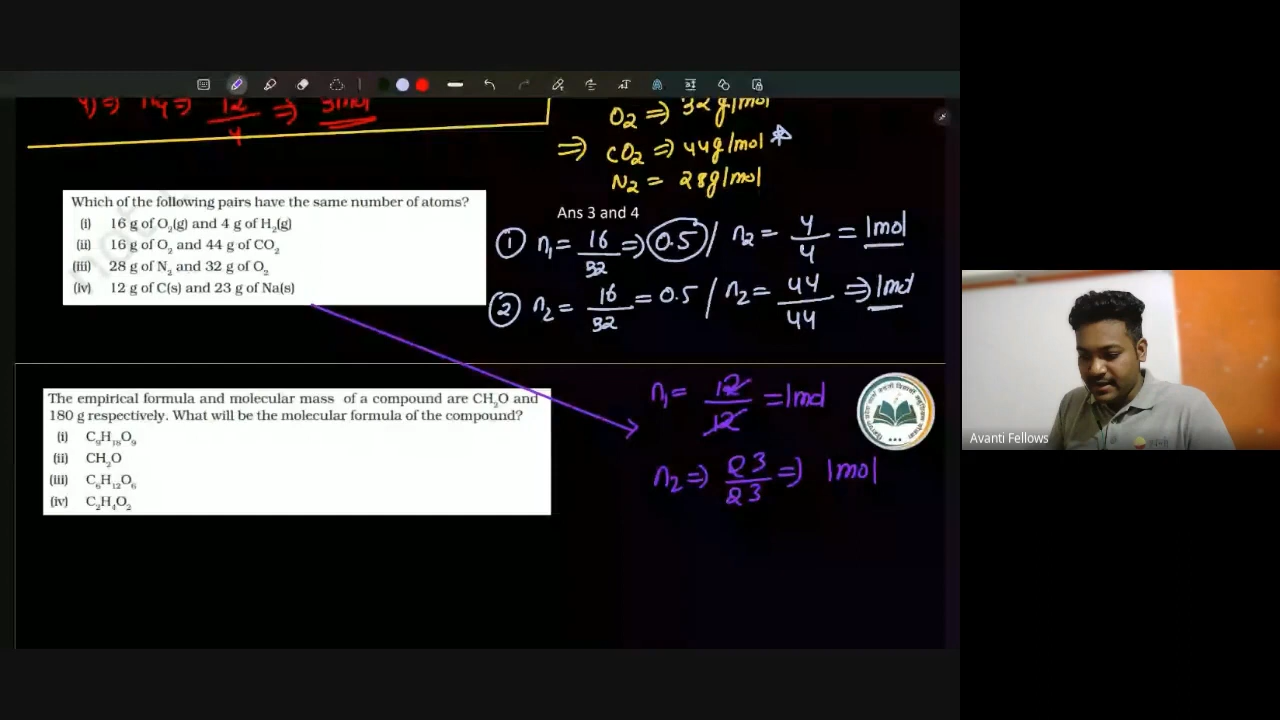 O₂ ⇒ 32 g/mol
⇒ CO₂ ⇒ 44 g/mol *
N₂ = 28 g/mol
12/4 ⇒ 3mol
Which of the following pairs have the same number of atoms?
(i) 16 g of O₂(g) and 4 g of H₂(g)
(ii) 16 g of O₂ and 44 g of CO₂
(iii) 28 g of N₂ and 32 g of O₂
(iv) 12 g of C(s) and 23 g of Na(s)
Ans 3 and 4
① n₁ = 16/32 ⇒ 0.5 / n₂ = 4/4 = 1mol
② n₂ = 16/32 = 0.5 / n₂ = 44/44 ⇒ 1mol
n₁ = 12/12 = 1mol
n₂ ⇒ 23/23 ⇒ 1mol
The empirical formula and molecular mass of a compound are CH₂O and
180 g respectively. What will be the molecular formula of the compound?
(i) C₉H₁₈O₉
(ii) CH₂O
(iii) C₆H₁₂O₆
(iv) C₂H₄O₂
Avanti Fellows